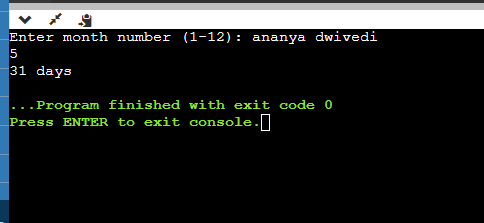 Enter month number (1-12): ananya dwivedi
5
31 days
...Program finished with exit code 0
Press ENTER to exit console.